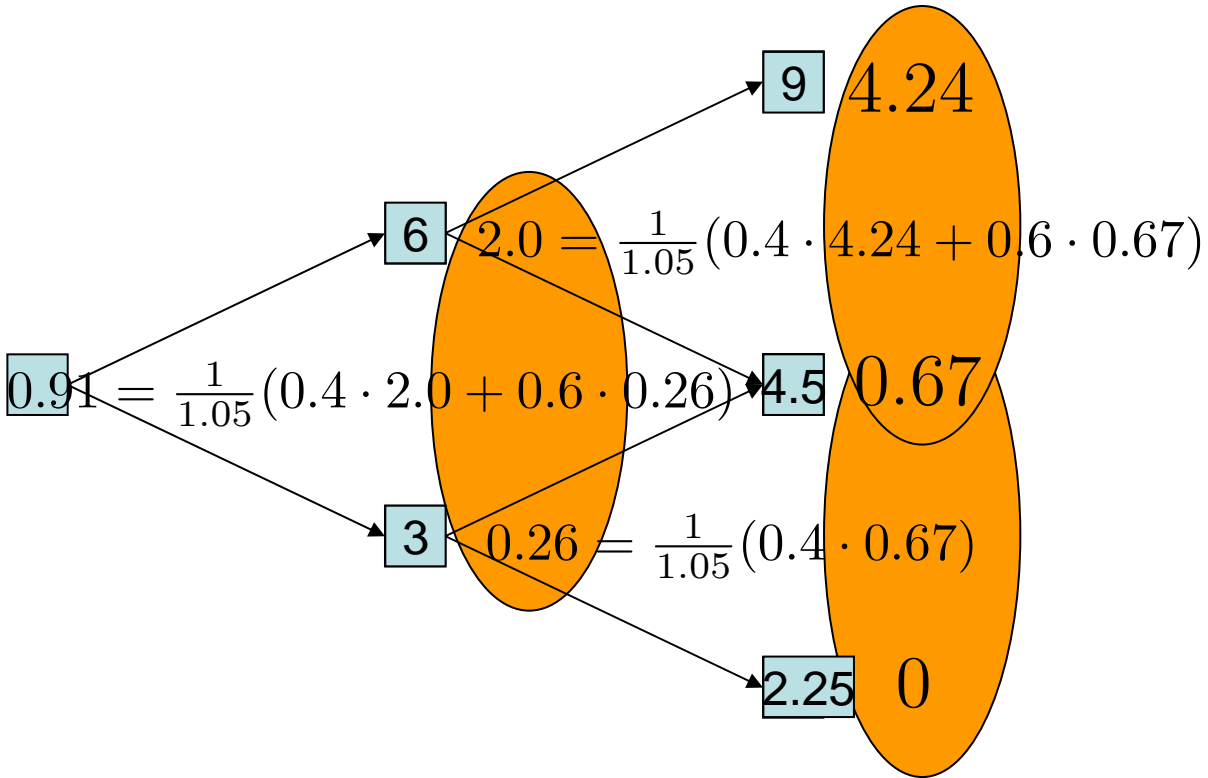 9 4.24
6 2.0 = 1/1.05 (0.4 · 4.24 + 0.6 · 0.67)
0.91 = 1/1.05 (0.4 · 2.0 + 0.6 · 0.26) 4.5 0.67
3 0.26 = 1/1.05 (0.4 · 0.67)
2.25 0